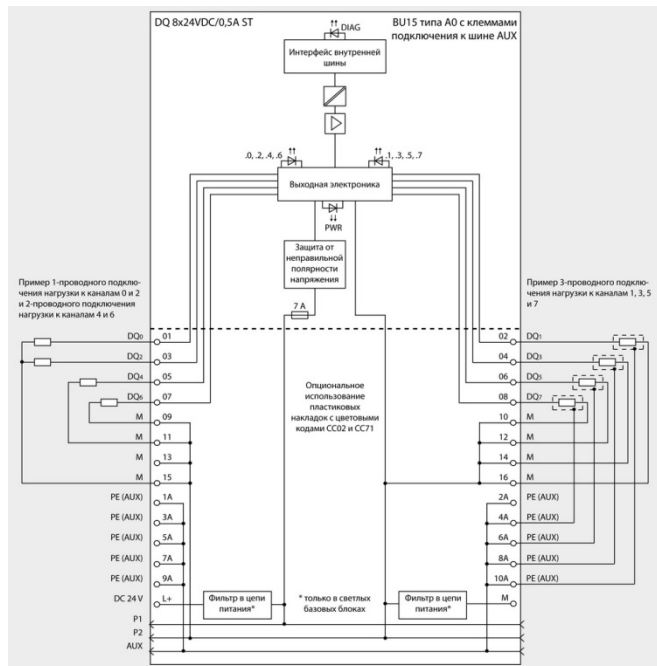 DQ 8x24VDC/0,5A ST
BU15 типа A0 с клеммами
подключения к шине AUX
DIAG
Интерфейс внутренней
шины
.0, .2, .4, .6
.1, .3, .5, .7
Выходная электроника
PWR
Защита от
неправильной
полярности
напряжения
7 A
Пример 1-проводного подклю-
чения нагрузки к каналам 0 и 2
и 2-проводного подключения
нагрузки к каналам 4 и 6
Пример 3-проводного подклю-
чения нагрузки к каналам 1, 3, 5
и 7
DQ0 01
02 DQ1
DQ2 03
04 DQ3
DQ4 05
06 DQ5
DQ6 07
08 DQ7
M 09
10 M
M 11
12 M
M 13
14 M
M 15
16 M
Опциональное
использование
пластиковых
накладок с цветовыми
кодами CC02 и CC71
PE (AUX) 1A
2A PE (AUX)
PE (AUX) 3A
4A PE (AUX)
PE (AUX) 5A
6A PE (AUX)
PE (AUX) 7A
8A PE (AUX)
PE (AUX) 9A
10A PE (AUX)
DC 24 V L+
Фильтр в цепи
питания*
* только в светлых
базовых блоках
Фильтр в цепи
питания*
M
P1
P2
AUX